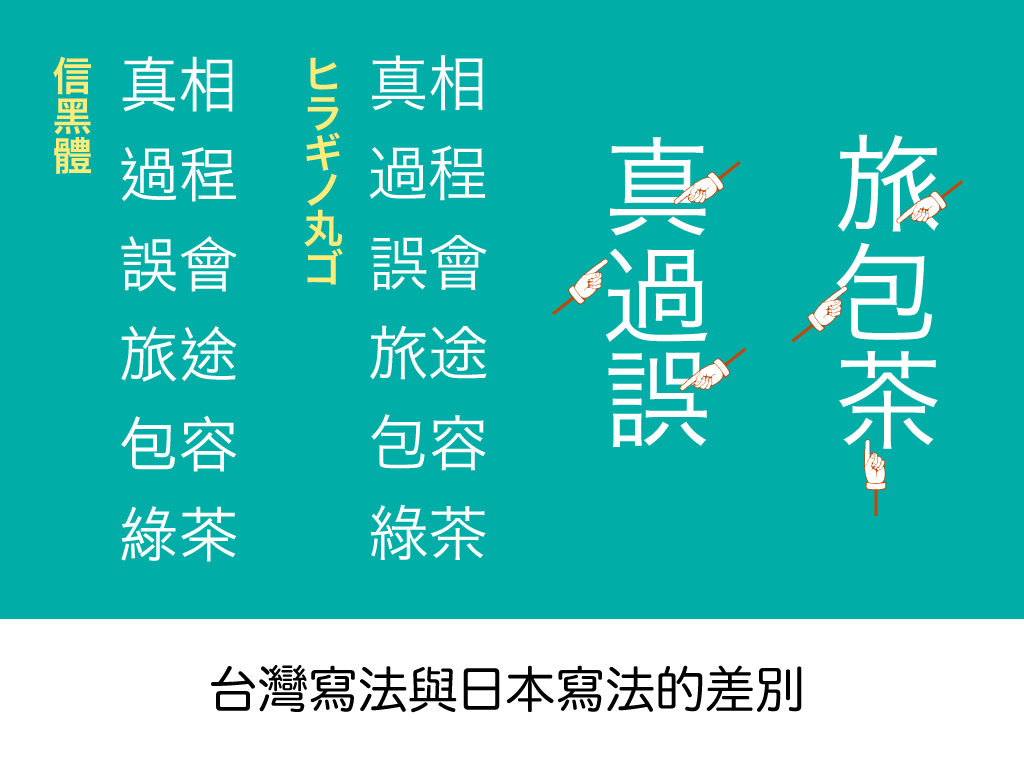 信黑體
真相
過程
誤會
旅途
包容
綠茶
ヒラギノ丸ゴ
真相
過程
誤會
旅途
包容
綠茶
真過誤
旅包茶
台灣寫法與日本寫法的差別